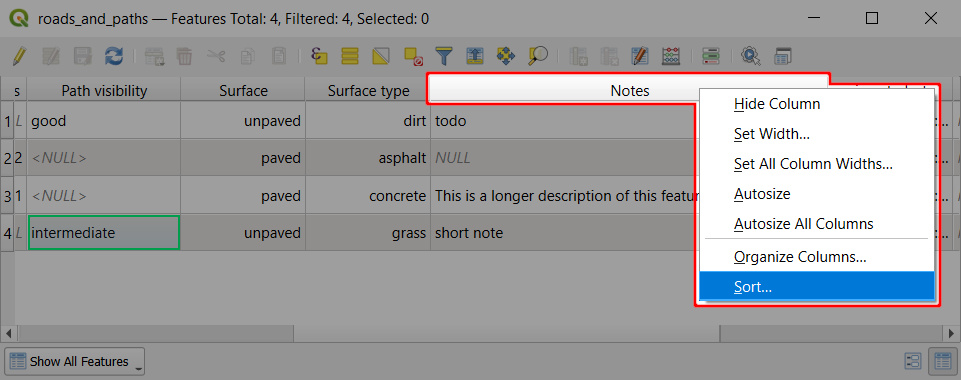 roads_and_paths — Features Total: 4, Filtered: 4, Selected: 0
s Path visibility Surface Surface type Notes
1 L good unpaved dirt todo
2 2 <NULL> paved asphalt NULL
3 1 <NULL> paved concrete This is a longer description of this featur
4 L intermediate unpaved grass short note
Hide Column
Set Width...
Set All Column Widths...
Autosize
Autosize All Columns
Organize Columns...
Sort...
Show All Features